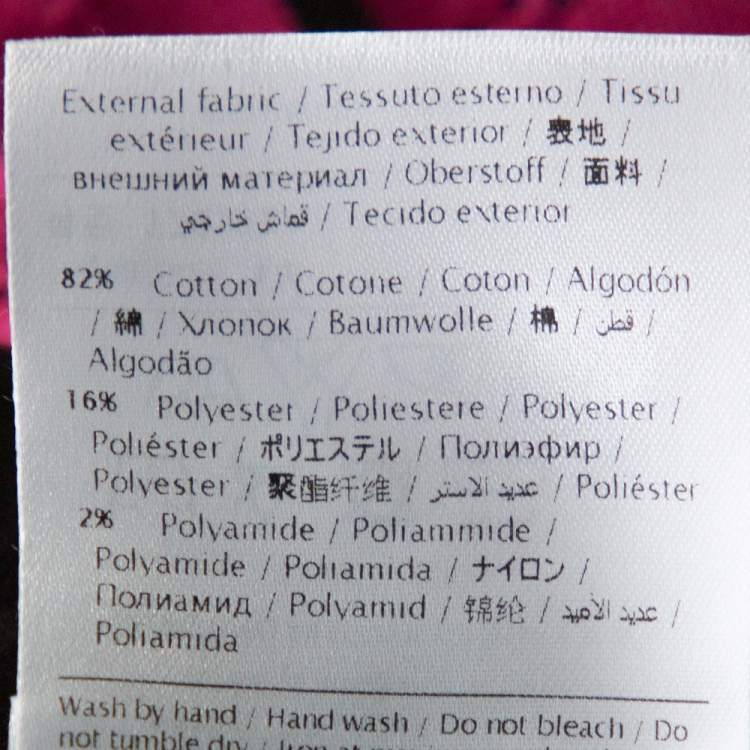 External fabric / Tessuto esterno / Tissu
extérieur / Tejido exterior / 表地 /
внешний материал / Oberstoff / 面料 /
قماش خارجي / Tecido exterior
82% Cotton / Cotone / Coton / Algodón
/ 綿 / Хлопок / Baumwolle / 棉 / قطن /
Algodão
16% Polyester / Poliestere / Polyester /
Poliéster / ポリエステル / Полиэфир /
Polyester / 聚酯纤维 / عديد الاستر / Poliéster
2% Polyamide / Poliammide /
Polyamide / Poliamida / ナイロン /
Полиамид / Polyamid / 锦纶 / عديد الأميد /
Poliamida
Wash by hand / Hand wash / Do not bleach / Do
not tumble dry / Iron at